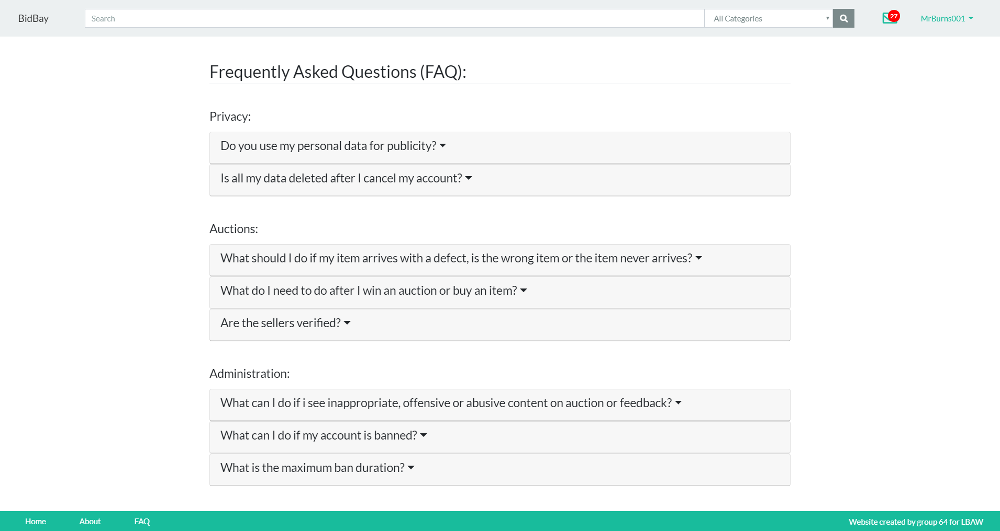 BidBay
Search
All Categories
27
MrBurns001
Frequently Asked Questions (FAQ):
Privacy:
Do you use my personal data for publicity?
Is all my data deleted after I cancel my account?
Auctions:
What should I do if my item arrives with a defect, is the wrong item or the item never arrives?
What do I need to do after I win an auction or buy an item?
Are the sellers verified?
Administration:
What can I do if i see inappropriate, offensive or abusive content on auction or feedback?
What can I do if my account is banned?
What is the maximum ban duration?
Home
About
FAQ
Website created by group 64 for LBAW